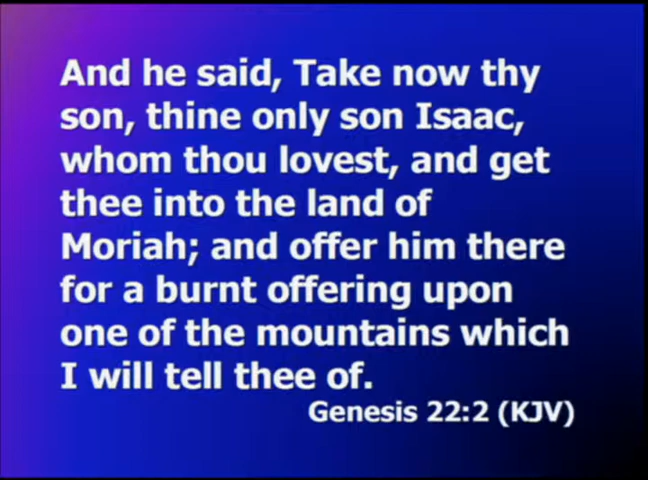 And he said, Take now thy
son, thine only son Isaac,
whom thou lovest, and get
thee into the land of
Moriah; and offer him there
for a burnt offering upon
one of the mountains which
I will tell thee of.
Genesis 22:2 (KJV)